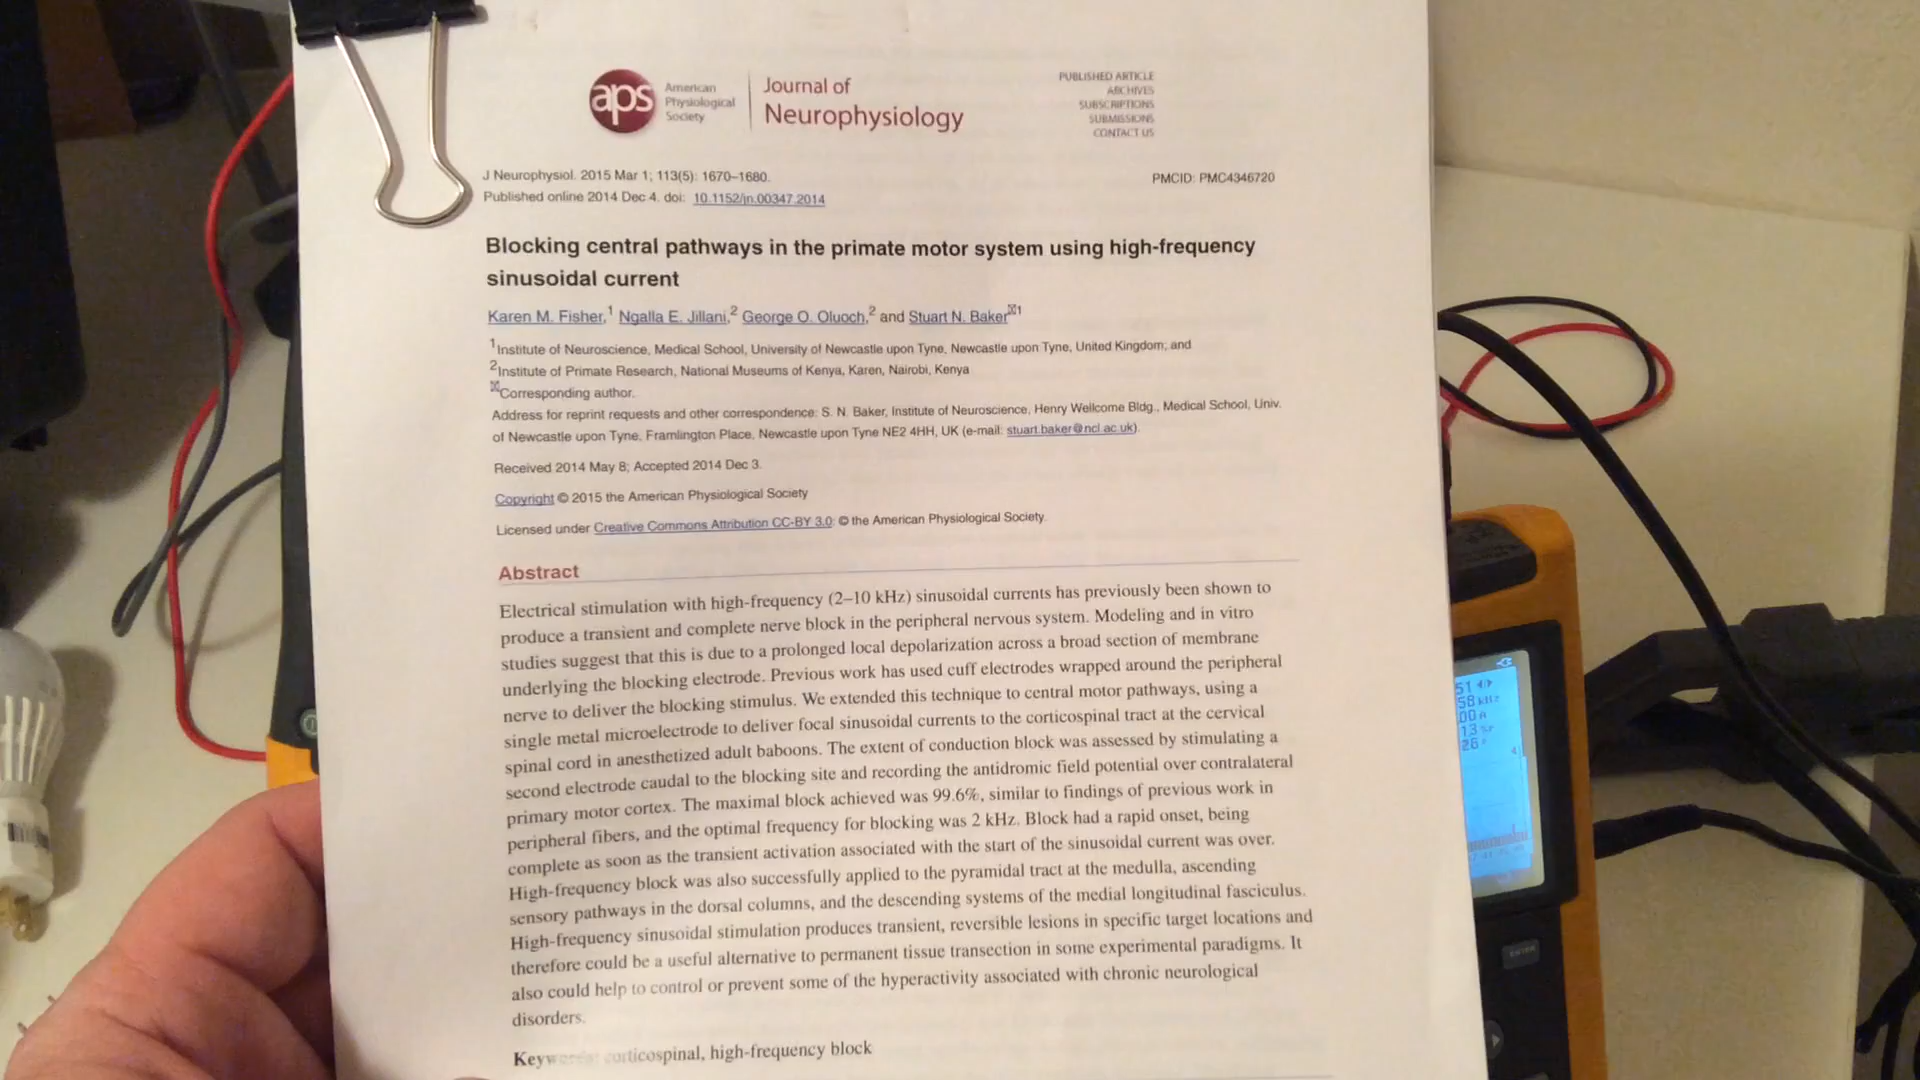 aps
American
Physiological
Society
Journal of
Neurophysiology
PUBLISHED ARTICLE
ARCHIVES
SUBSCRIPTIONS
SUBMISSIONS
CONTACT US
J Neurophysiol. 2015 Mar 1; 113(5): 1670–1680.
Published online 2014 Dec 4. doi: 10.1152/jn.00347.2014
PMCID: PMC4346720
Blocking central pathways in the primate motor system using high-frequency
sinusoidal current
Karen M. Fisher,1 Ngalla E. Jillani,2 George O. Oluoch,2 and Stuart N. Baker✉1
1Institute of Neuroscience, Medical School, University of Newcastle upon Tyne, Newcastle upon Tyne, United Kingdom; and
2Institute of Primate Research, National Museums of Kenya, Karen, Nairobi, Kenya
✉Corresponding author.
Address for reprint requests and other correspondence: S. N. Baker, Institute of Neuroscience, Henry Wellcome Bldg., Medical School, Univ.
of Newcastle upon Tyne, Framlington Place, Newcastle upon Tyne NE2 4HH, UK (e-mail: stuart.baker@ncl.ac.uk).
Received 2014 May 8; Accepted 2014 Dec 3.
Copyright © 2015 the American Physiological Society
Licensed under Creative Commons Attribution CC-BY 3.0: © the American Physiological Society.
Abstract
Electrical stimulation with high-frequency (2–10 kHz) sinusoidal currents has previously been shown to
produce a transient and complete nerve block in the peripheral nervous system. Modeling and in vitro
studies suggest that this is due to a prolonged local depolarization across a broad section of membrane
underlying the blocking electrode. Previous work has used cuff electrodes wrapped around the peripheral
nerve to deliver the blocking stimulus. We extended this technique to central motor pathways, using a
single metal microelectrode to deliver focal sinusoidal currents to the corticospinal tract at the cervical
spinal cord in anesthetized adult baboons. The extent of conduction block was assessed by stimulating a
second electrode caudal to the blocking site and recording the antidromic field potential over contralateral
primary motor cortex. The maximal block achieved was 99.6%, similar to findings of previous work in
peripheral fibers, and the optimal frequency for blocking was 2 kHz. Block had a rapid onset, being
complete as soon as the transient activation associated with the start of the sinusoidal current was over.
High-frequency block was also successfully applied to the pyramidal tract at the medulla, ascending
sensory pathways in the dorsal columns, and the descending systems of the medial longitudinal fasciculus.
High-frequency sinusoidal stimulation produces transient, reversible lesions in specific target locations and
therefore could be a useful alternative to permanent tissue transection in some experimental paradigms. It
also could help to control or prevent some of the hyperactivity associated with chronic neurological
disorders.
Keywords: corticospinal, high-frequency block
51
58 kHz
00 A
13
26
ENTER